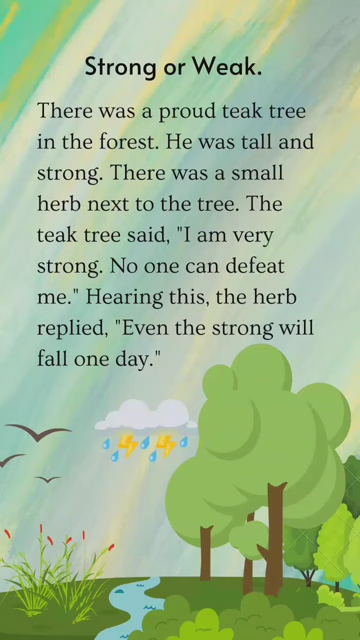 Strong or Weak.
There was a proud teak tree
in the forest. He was tall and
strong. There was a small
herb next to the tree. The
teak tree said, "I am very
strong. No one can defeat
me." Hearing this, the herb
replied, "Even the strong will
fall one day."